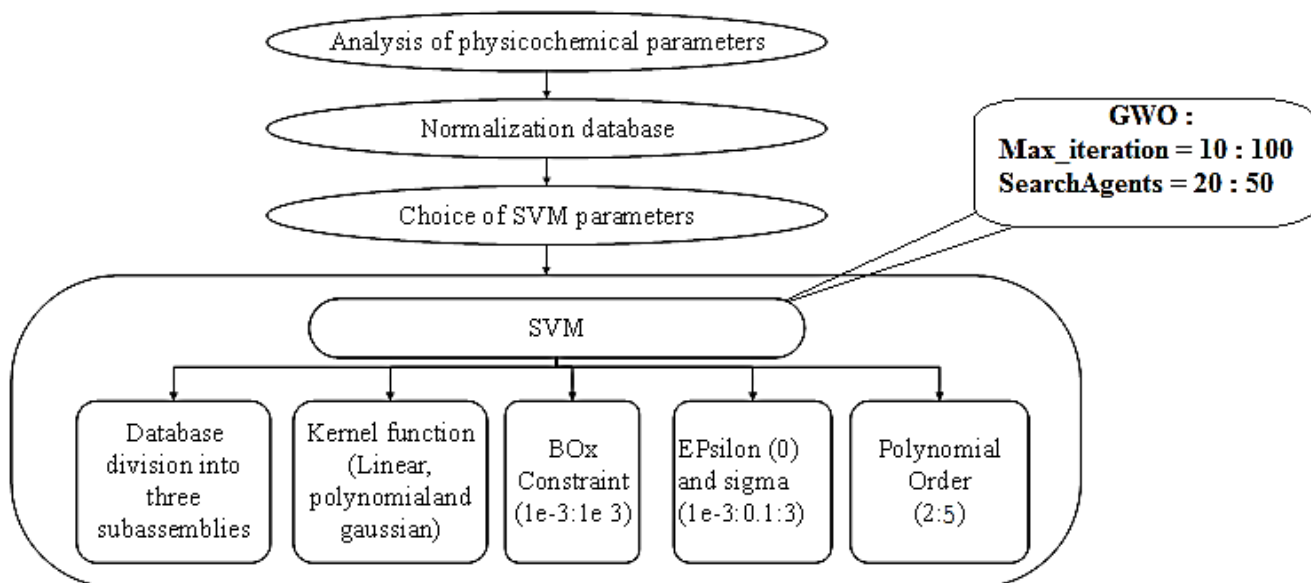 Analysis of physicochemical parameters
Normalization database
Choice of SVM parameters
GWO :
Max_iteration = 10 : 100
SearchAgents = 20 : 50
SVM
Database
division into
three
subassemblies
Kernel function
(Linear,
polynomialand
gaussian)
BOx
Constraint
(1e-3:1e 3)
EPsilon (0)
and sigma
(1e-3:0.1:3)
Polynomial
Order
(2:5)